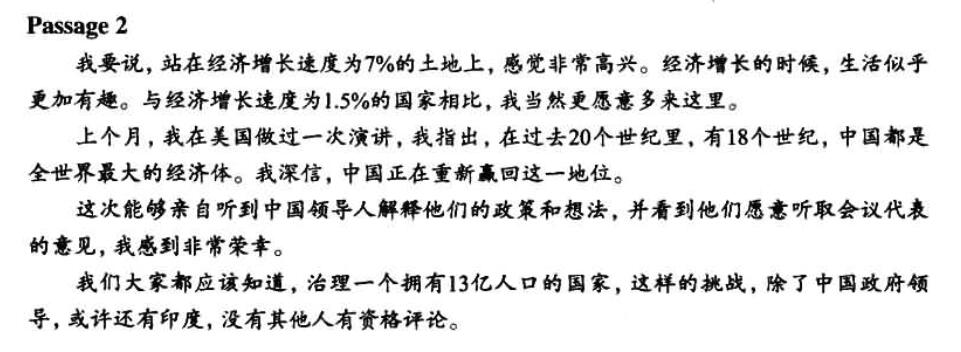 Passage 2
我要说，站在经济增长速度为7%的土地上，感觉非常高兴。经济增长的时候，生活似乎
更加有趣。与经济增长速度为1.5%的国家相比，我当然更愿意多来这里。
上个月，我在美国做过一次演讲，我指出，在过去20个世纪里，有18个世纪，中国都是
全世界最大的经济体。我深信，中国正在重新赢回这一地位。
这次能够亲自听到中国领导人解释他们的政策和想法，并看到他们愿意听取会议代表
的意见，我感到非常荣幸。
我们大家都应该知道，治理一个拥有13亿人口的国家，这样的挑战，除了中国政府领
导，或许还有印度，没有其他人有资格评论。